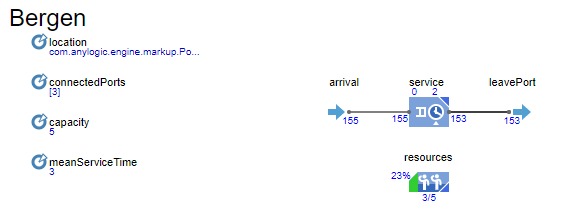 Bergen
location
com.anylogic.engine.markup.Po...
connectedPorts
[3]
capacity
5
meanServiceTime
3
arrival
service
leavePort
0 2
155
155
153
153
resources
23%
3/5